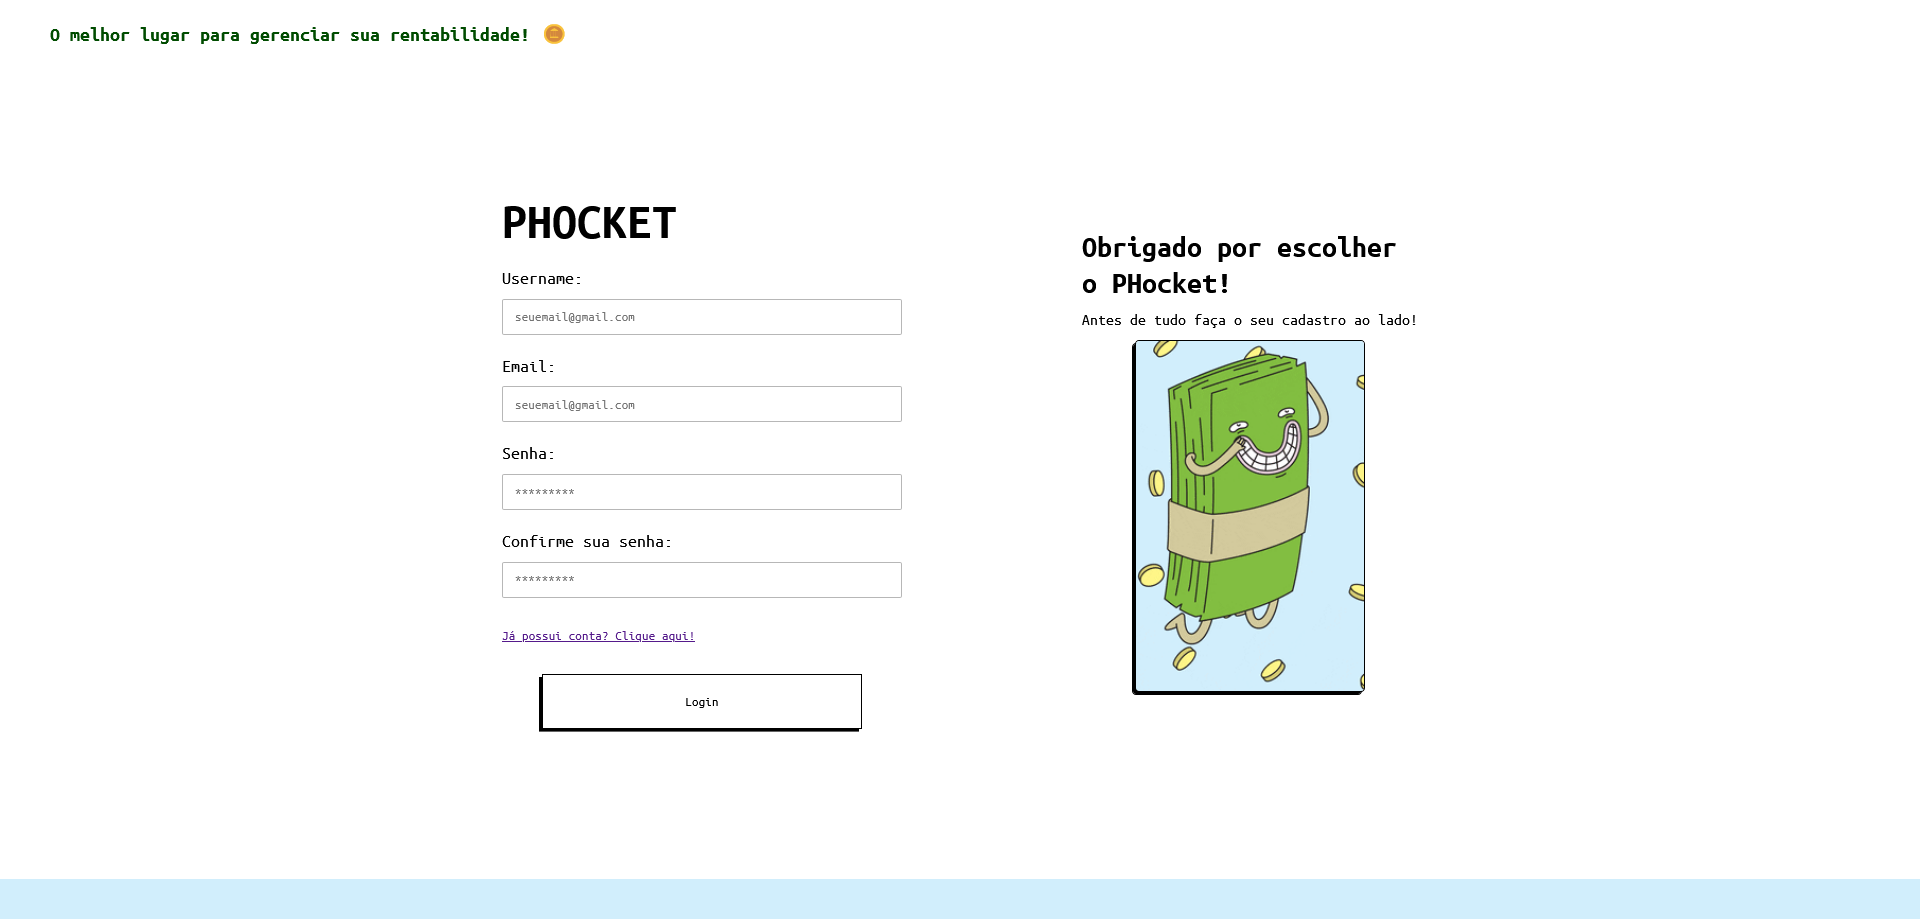 O melhor lugar para gerenciar sua rentabilidade!
PHOCKET
Username:
seuemail@gmail.com
Email:
seuemail@gmail.com
Senha:
*********
Confirme sua senha:
*********
Já possui conta? Clique aqui!
Login
Obrigado por escolher
o PHocket!
Antes de tudo faça o seu cadastro ao lado!